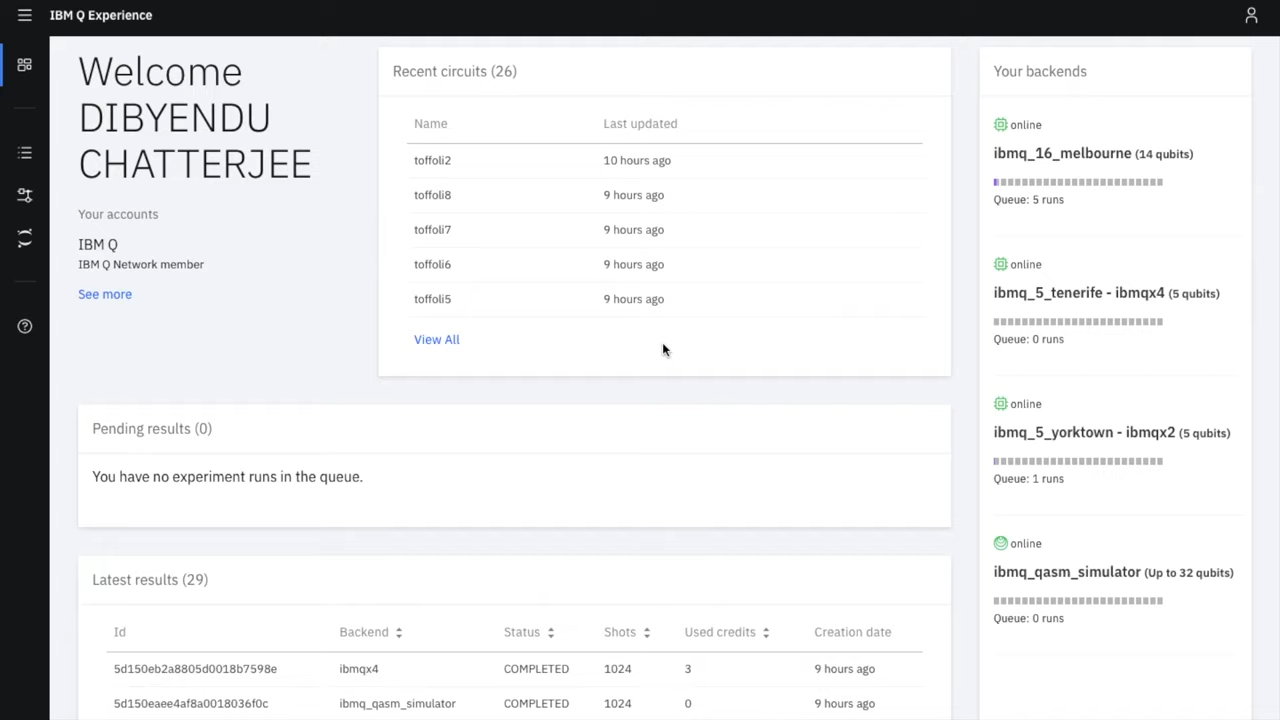 IBM Q Experience
Welcome
DIBYENDU
CHATTERJEE
Your accounts
IBM Q
IBM Q Network member
See more
Recent circuits (26)
Name Last updated
toffoli2 10 hours ago
toffoli8 9 hours ago
toffoli7 9 hours ago
toffoli6 9 hours ago
toffoli5 9 hours ago
View All
Pending results (0)
You have no experiment runs in the queue.
Latest results (29)
Id Backend Status Shots Used credits Creation date
5d150eb2a8805d0018b7598e ibmqx4 COMPLETED 1024 3 9 hours ago
5d150eaee4af8a0018036f0c ibmq_qasm_simulator COMPLETED 1024 0 9 hours ago
Your backends
online
ibmq_16_melbourne (14 qubits)
Queue: 5 runs
online
ibmq_5_tenerife - ibmqx4 (5 qubits)
Queue: 0 runs
online
ibmq_5_yorktown - ibmqx2 (5 qubits)
Queue: 1 runs
online
ibmq_qasm_simulator (Up to 32 qubits)
Queue: 0 runs